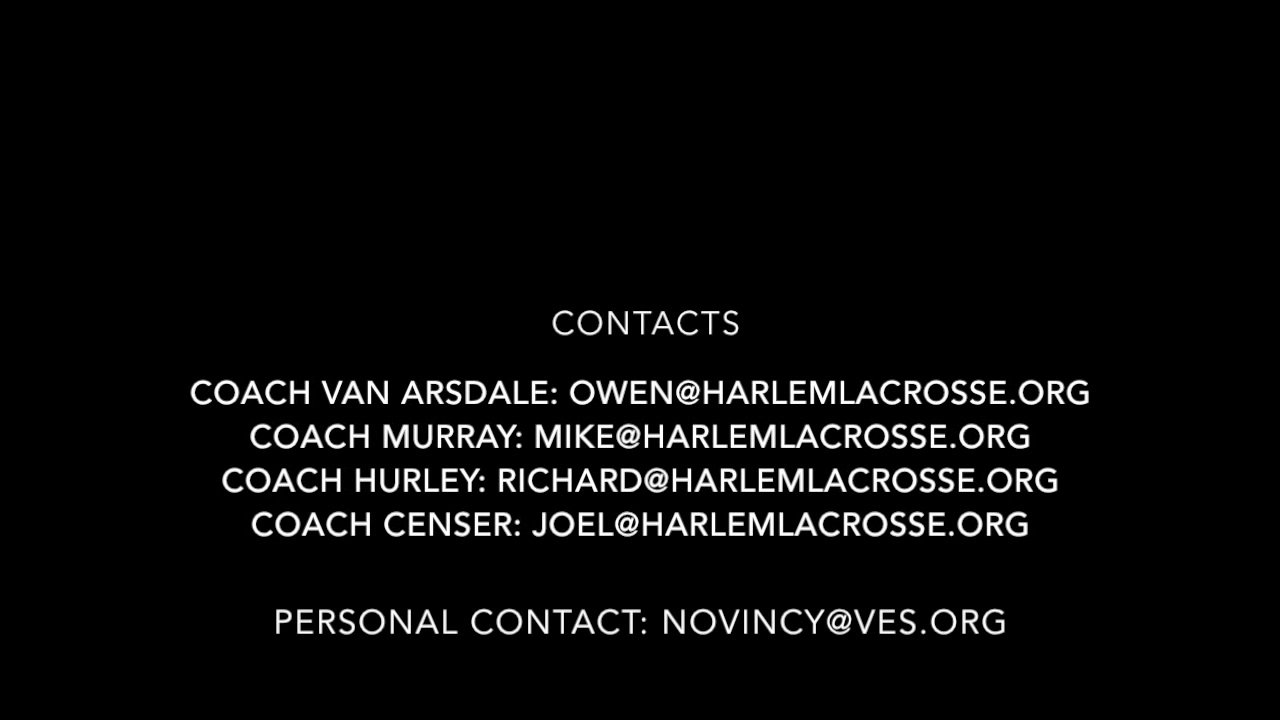 CONTACTS
COACH VAN ARSDALE: OWEN@HARLEMLACROSSE.ORG
COACH MURRAY: MIKE@HARLEMLACROSSE.ORG
COACH HURLEY: RICHARD@HARLEMLACROSSE.ORG
COACH CENSER: JOEL@HARLEMLACROSSE.ORG
PERSONAL CONTACT: NOVINCY@VES.ORG